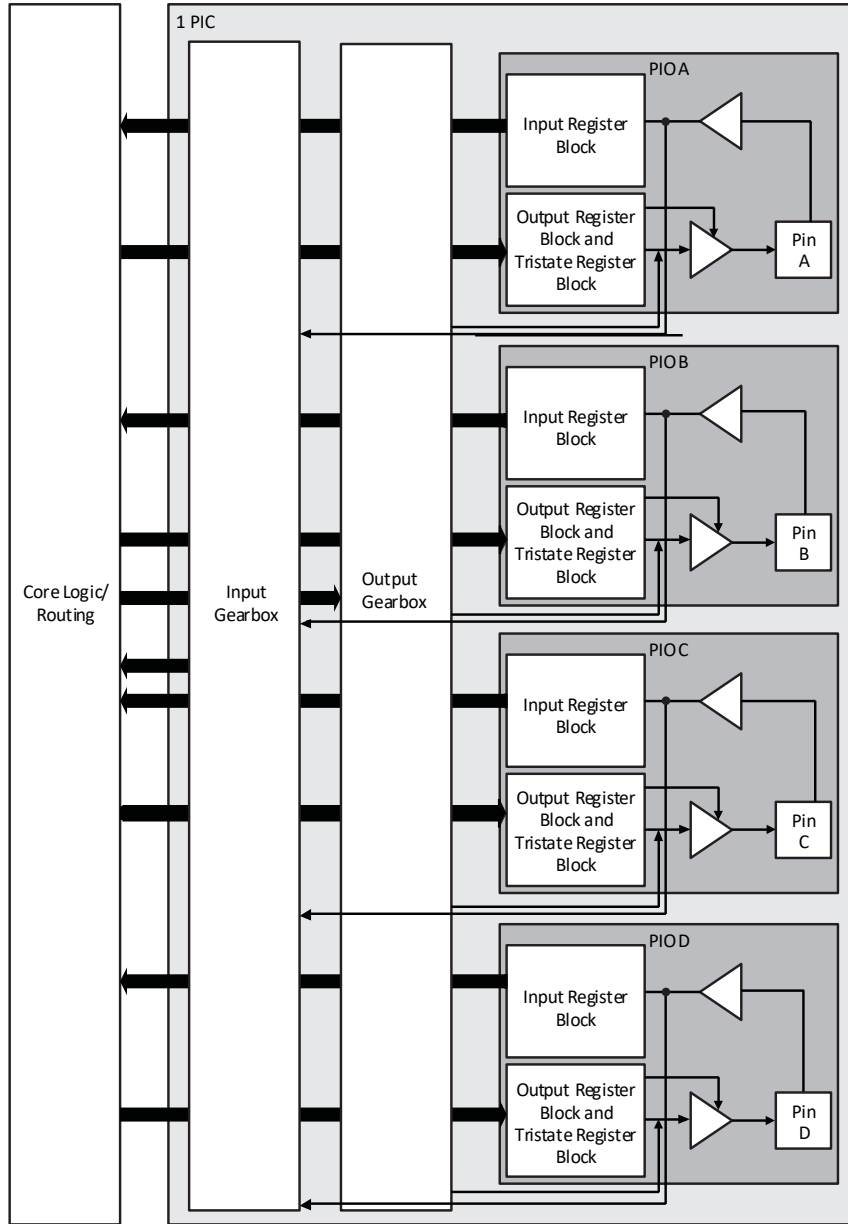 1 PIC
PIOA
Input Register
Block
Output Register
Block and
Tristate Register
Block
Pin
A
PIOB
Input Register
Block
Output Register
Block and
Tristate Register
Block
Pin
B
Core Logic/
Routing
Input
Gearbox
Output
Gearbox
PIOC
Input Register
Block
Output Register
Block and
Tristate Register
Block
Pin
C
PIOD
Input Register
Block
Output Register
Block and
Tristate Register
Block
Pin
D